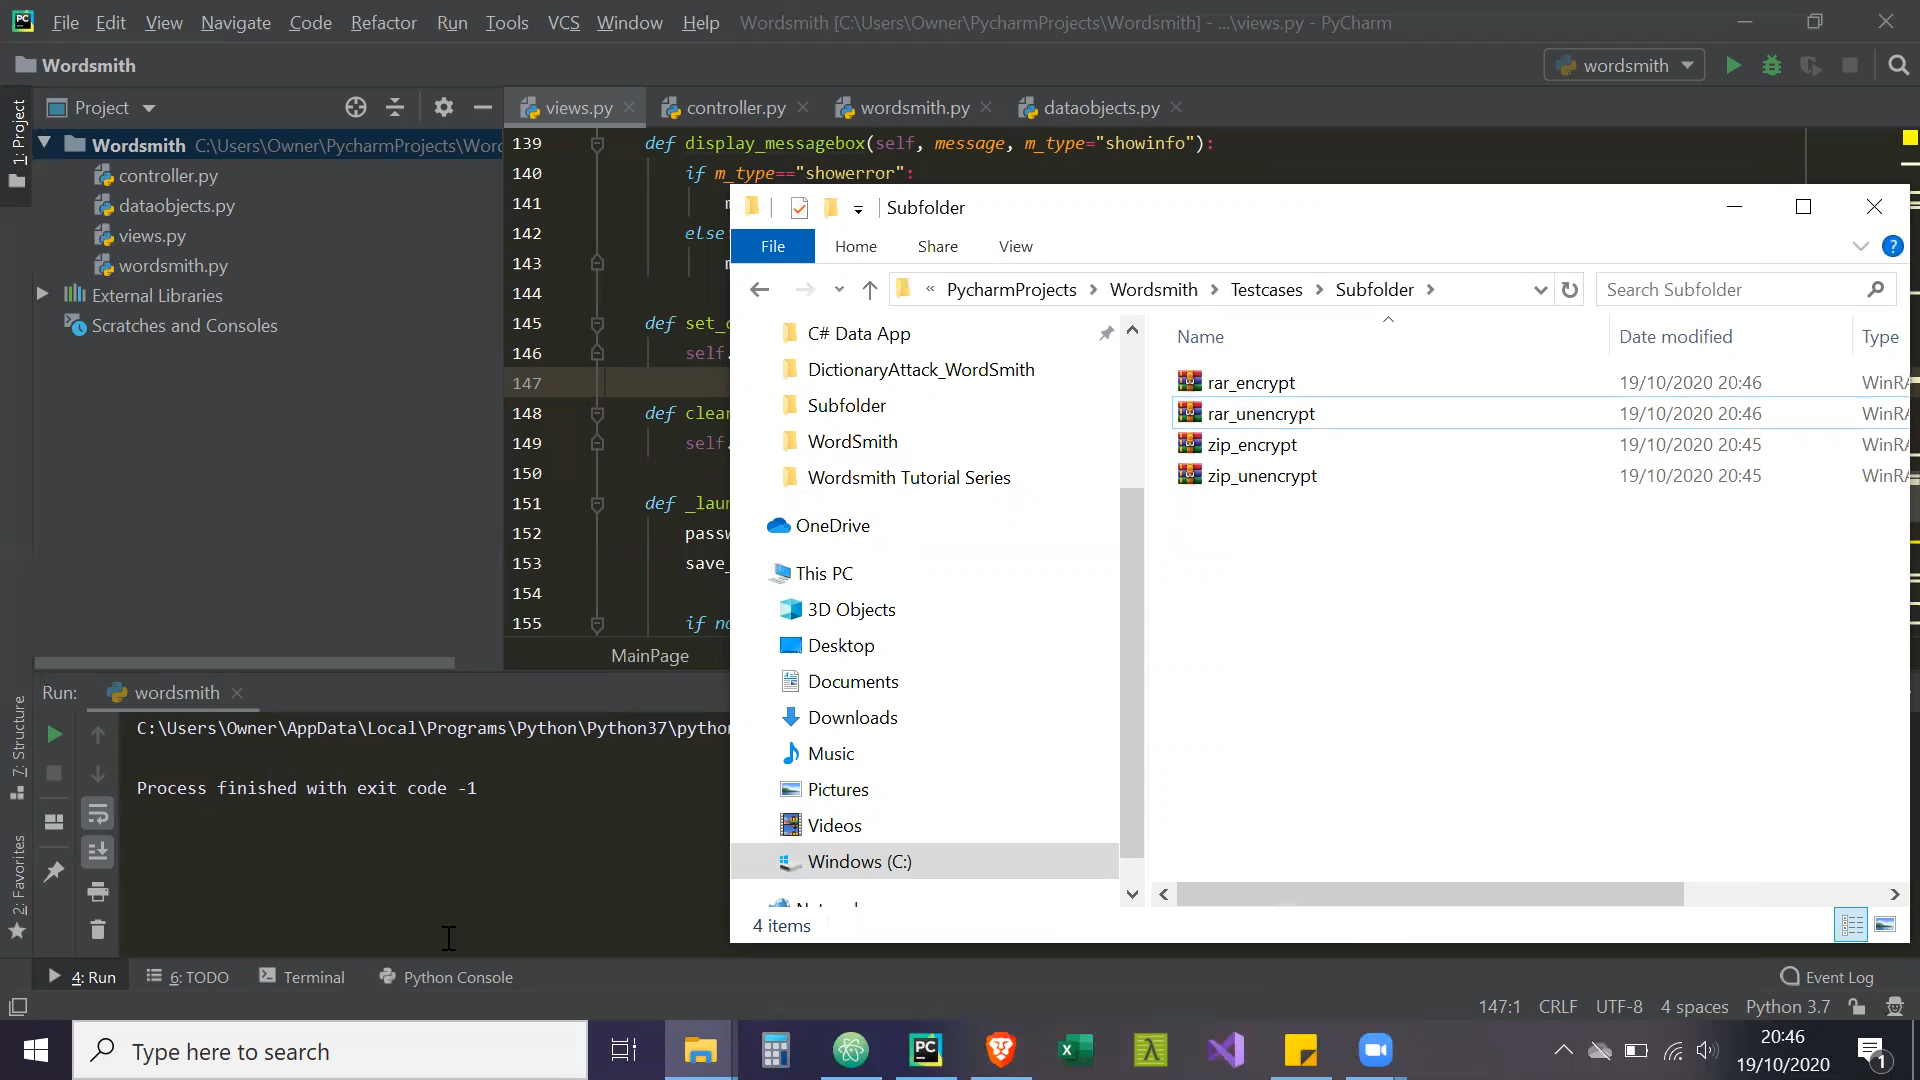 File Edit View Navigate Code Refactor Run Tools VCS Window Help Wordsmith [C:\Users\Owner\PycharmProjects\Wordsmith] - ...\views.py - PyCharm
Wordsmith
wordsmith
1: Project
Project
views.py controller.py wordsmith.py dataobjects.py
Wordsmith C:\Users\Owner\PycharmProjects\Wor
controller.py
dataobjects.py
views.py
wordsmith.py
External Libraries
Scratches and Consoles
139 def display_messagebox(self, message, m_type="showinfo"):
140 if m_type=="showerror":
141
142 else:
143
144
145 def set_
146 self.
147
148 def clear
149 self.
150
151 def _laun
152 passw
153 save_
154
155 if no
MainPage
Subfolder
File Home Share View
« PycharmProjects > Wordsmith > Testcases > Subfolder >
Search Subfolder
C# Data App
DictionaryAttack_WordSmith
Subfolder
WordSmith
Wordsmith Tutorial Series
OneDrive
This PC
3D Objects
Desktop
Documents
Downloads
Music
Pictures
Videos
Windows (C:)
Name Date modified Type
rar_encrypt 19/10/2020 20:46 WinRA
rar_unencrypt 19/10/2020 20:46 WinRA
zip_encrypt 19/10/2020 20:45 WinRA
zip_unencrypt 19/10/2020 20:45 WinRA
4 items
7: Structure
2: Favorites
Run: wordsmith
C:\Users\Owner\AppData\Local\Programs\Python\Python37\python
Process finished with exit code -1
4: Run 6: TODO Terminal Python Console
Event Log
147:1 CRLF UTF-8 4 spaces Python 3.7
Type here to search
20:46
19/10/2020
1